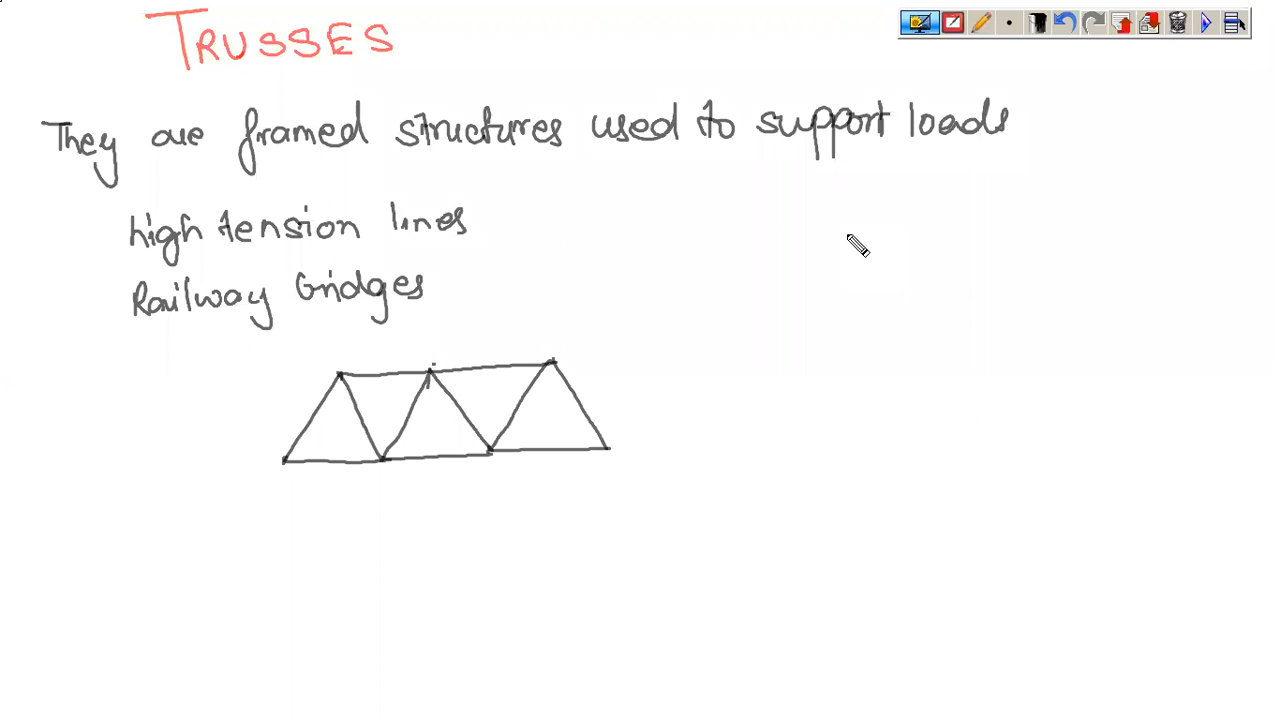 TRUSSES
They are framed structures used to support loads
high tension lines
Railway bridges